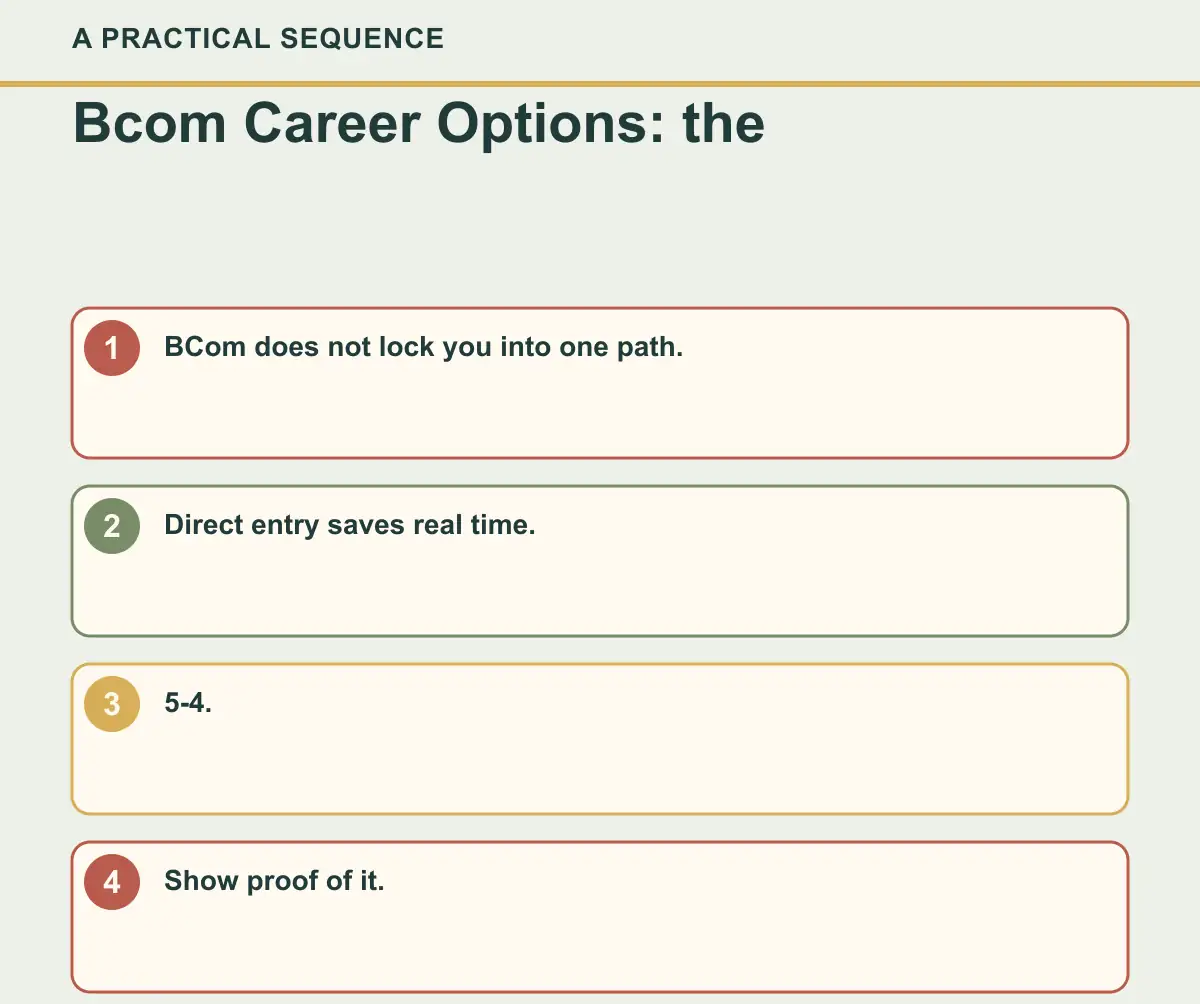 A PRACTICAL SEQUENCE
Bcom Career Options: the
1 BCom does not lock you into one path.
2 Direct entry saves real time.
3 5-4.
4 Show proof of it.